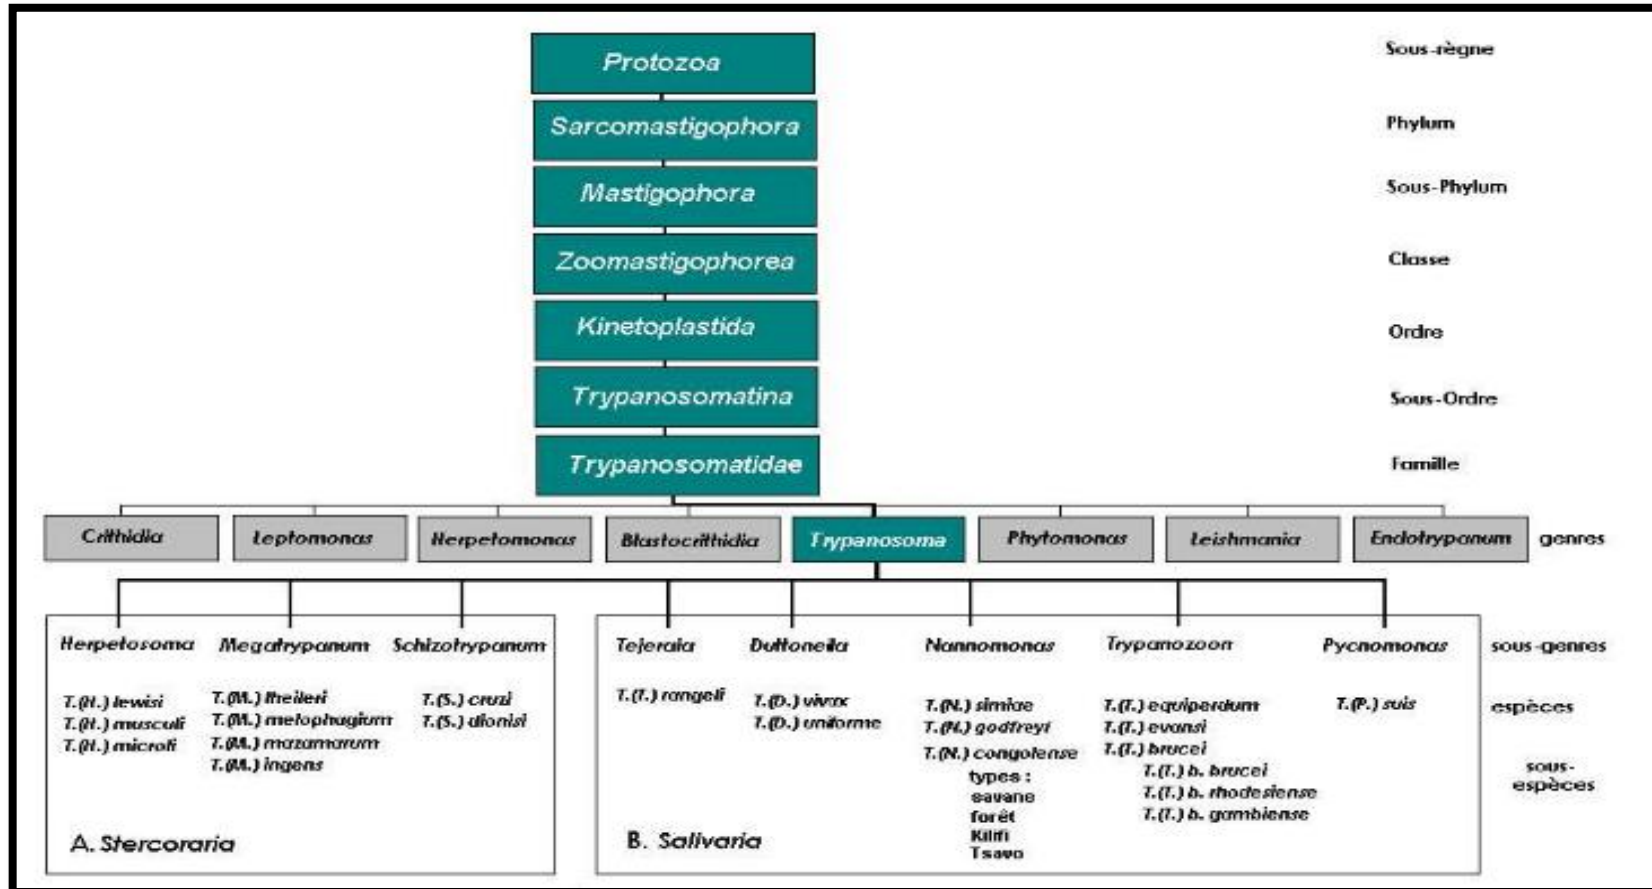 Protozoa Sous-règne
Sarcomastigophora Phylum
Mastigophora Sous-Phylum
Zoomastigophorea Classe
Kinetoplastida Ordre
Trypanosomatina Sous-Ordre
Trypanosomatidae Famille
Crithidia Leptomonas Herpetomonas Blastocrithidia Trypanosoma Phytomonas Leishmania Endotrypanum genres
Herpetosoma Megatrypanum Schizotrypanum Tejeraia Duttonella Nannomonas Trypanozoon Pycnomonas sous-genres
T.(H.) lewisi
T.(H.) musculi
T.(H.) microti
T.(M.) theileri
T.(M.) melophagium
T.(M.) mazamarum
T.(M.) ingens
T.(S.) cruzi
T.(S.) dionisi
A. Stercoraria
T.(T.) rangeli
T.(D.) vivax
T.(D.) uniforme
T.(N.) simiae
T.(N.) godfreyi
T.(N.) congolense
types :
savane
forêt
Kilifi
Tsavo
T.(T.) equiperdum
T.(T.) evansi
T.(T.) brucei
T.(T.) b. brucei
T.(T.) b. rhodesiense
T.(T.) b. gambiense
T.(P.) suis
B. Salivaria
espèces
sous-
espèces